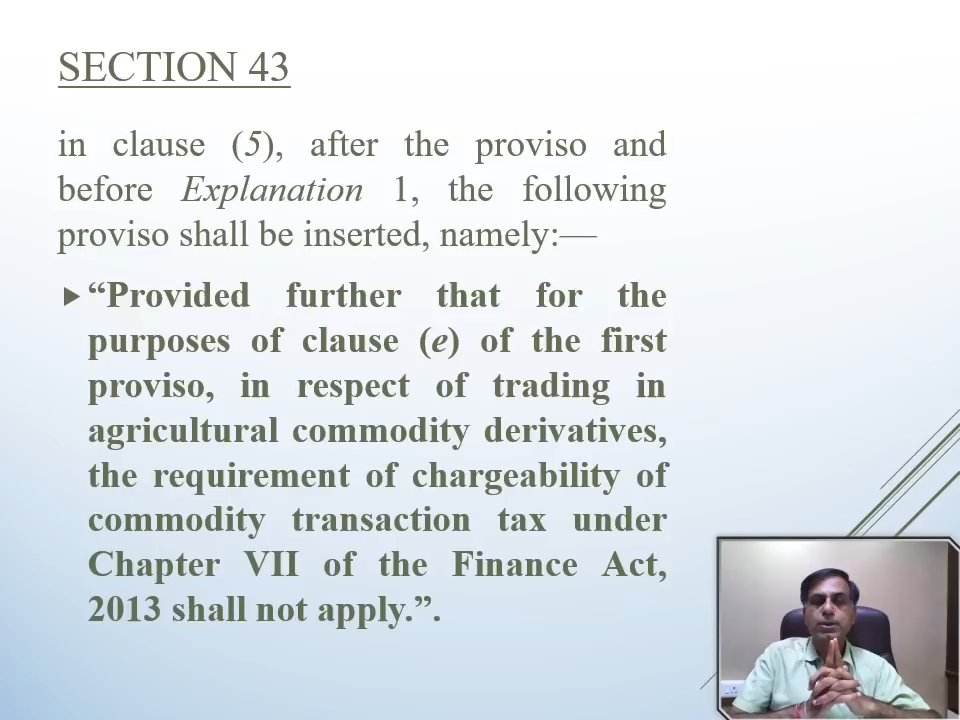 SECTION 43
in clause (5), after the proviso and
before Explanation 1, the following
proviso shall be inserted, namely:—
“Provided further that for the
purposes of clause (e) of the first
proviso, in respect of trading in
agricultural commodity derivatives,
the requirement of chargeability of
commodity transaction tax under
Chapter VII of the Finance Act,
2013 shall not apply.”.